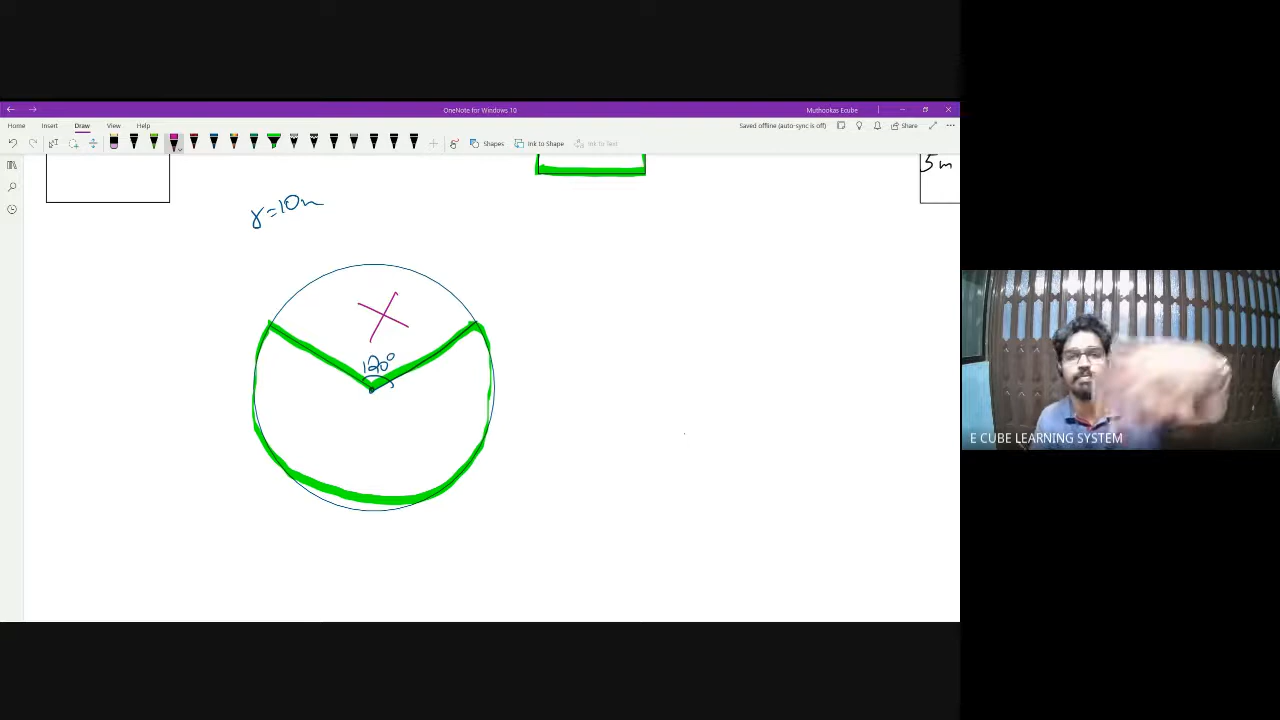 OneNote for Windows 10
Muthookas Ecube
Home Insert Draw View Help
Saved offline (auto-sync is off)
Share
Shapes
Ink to Shape
Ink to Text
5m
r=10m
120°
E CUBE LEARNING SYSTEM